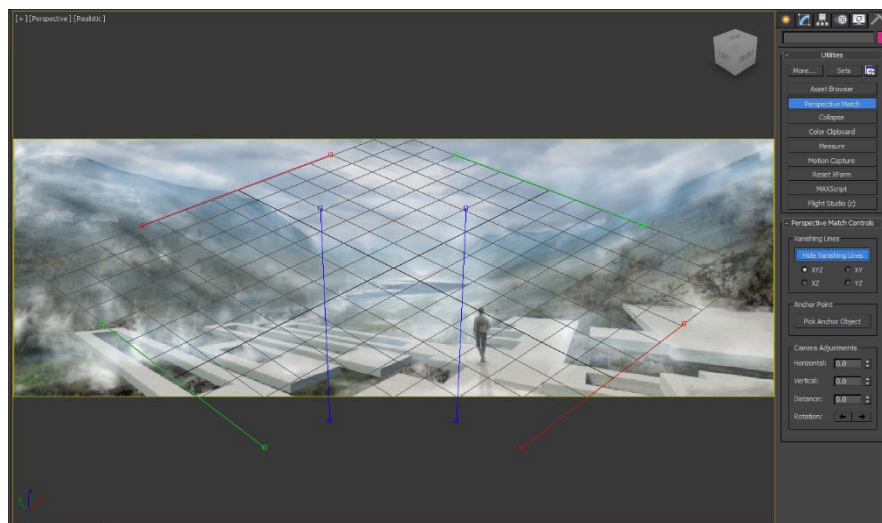 [+] [Perspective] [Realistic]
FRONT
Utilities
More... Sets
Asset Browser
Perspective Match
Collapse
Color Clipboard
Measure
Motion Capture
Reset XForm
MAXScript
Flight Studio (c)
Perspective Match Controls
Vanishing Lines
Hide Vanishing Lines
XYZ XY
XZ YZ
Anchor Point
Pick Anchor Object
Camera Adjustments
Horizontal: 0.0
Vertical: 0.0
Distance: 0.0
Rotation: